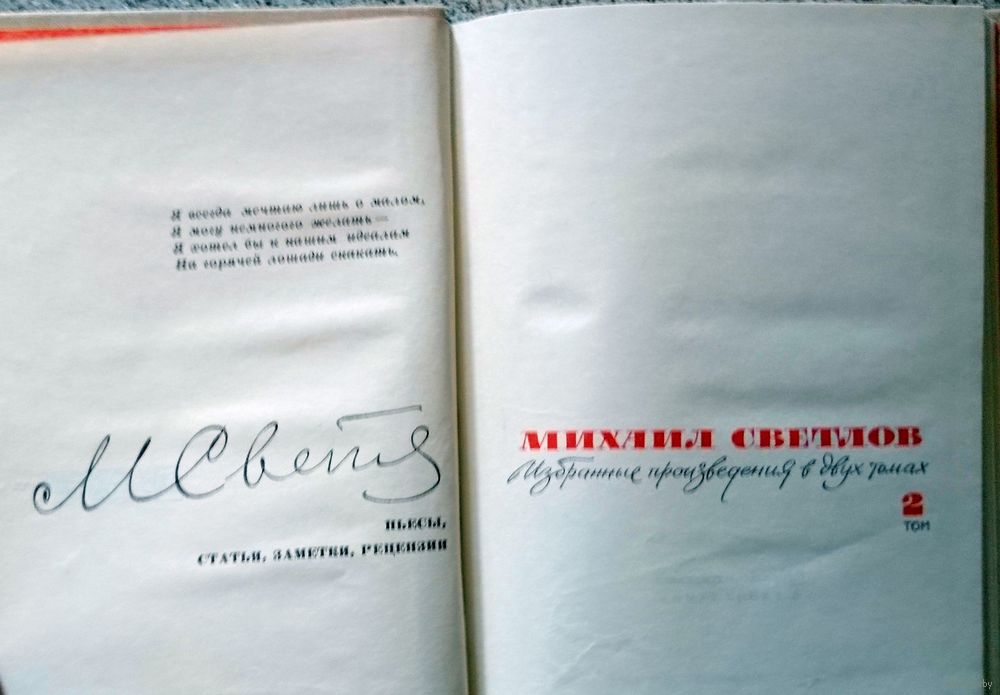 Я всегда мечтаю лишь о малом,
Я могу немногого желать —
Я хотел бы к нашим идеалам
На горячей лошади скакать.
М Светлов
ПЬЕСЫ,
СТАТЬИ, ЗАМЕТКИ, РЕЦЕНЗИИ
МИХАИЛ СВЕТЛОВ
Избранные произведения в двух томах
2
ТОМ